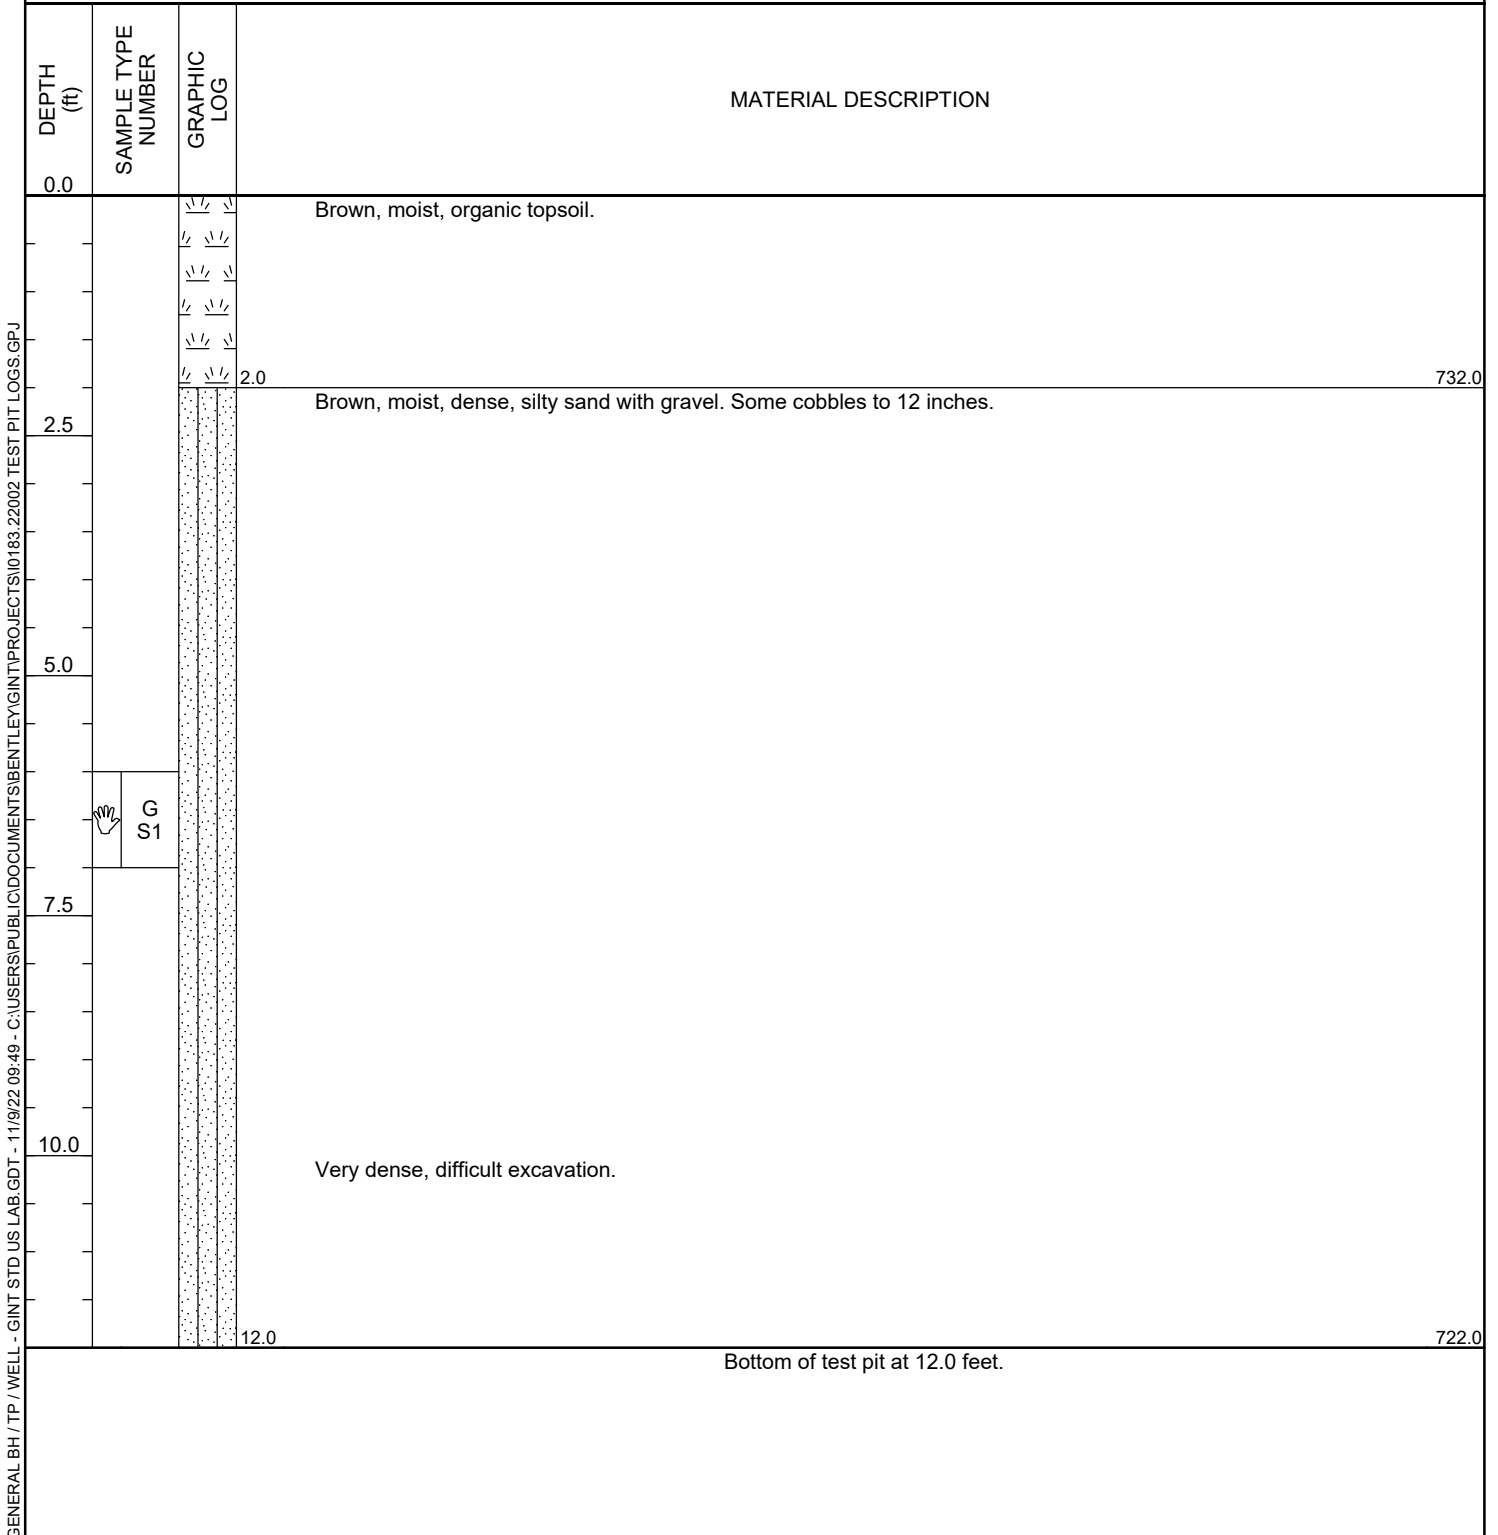 DEPTH
(ft)
SAMPLE TYPE
NUMBER
GRAPHIC
LOG
MATERIAL DESCRIPTION
0.0
Brown, moist, organic topsoil.
2.0
732.0
Brown, moist, dense, silty sand with gravel. Some cobbles to 12 inches.
2.5
5.0
G
S1
7.5
10.0
Very dense, difficult excavation.
12.0
722.0
Bottom of test pit at 12.0 feet.
GENERAL BH / TP / WELL - GINT STD US LAB.GDT - 11/9/22 09:49 - C:\USERS\PUBLIC\DOCUMENTS\BENTLEY\GINT\PROJECTS\I0183.22002 TEST PIT LOGS.GPJ